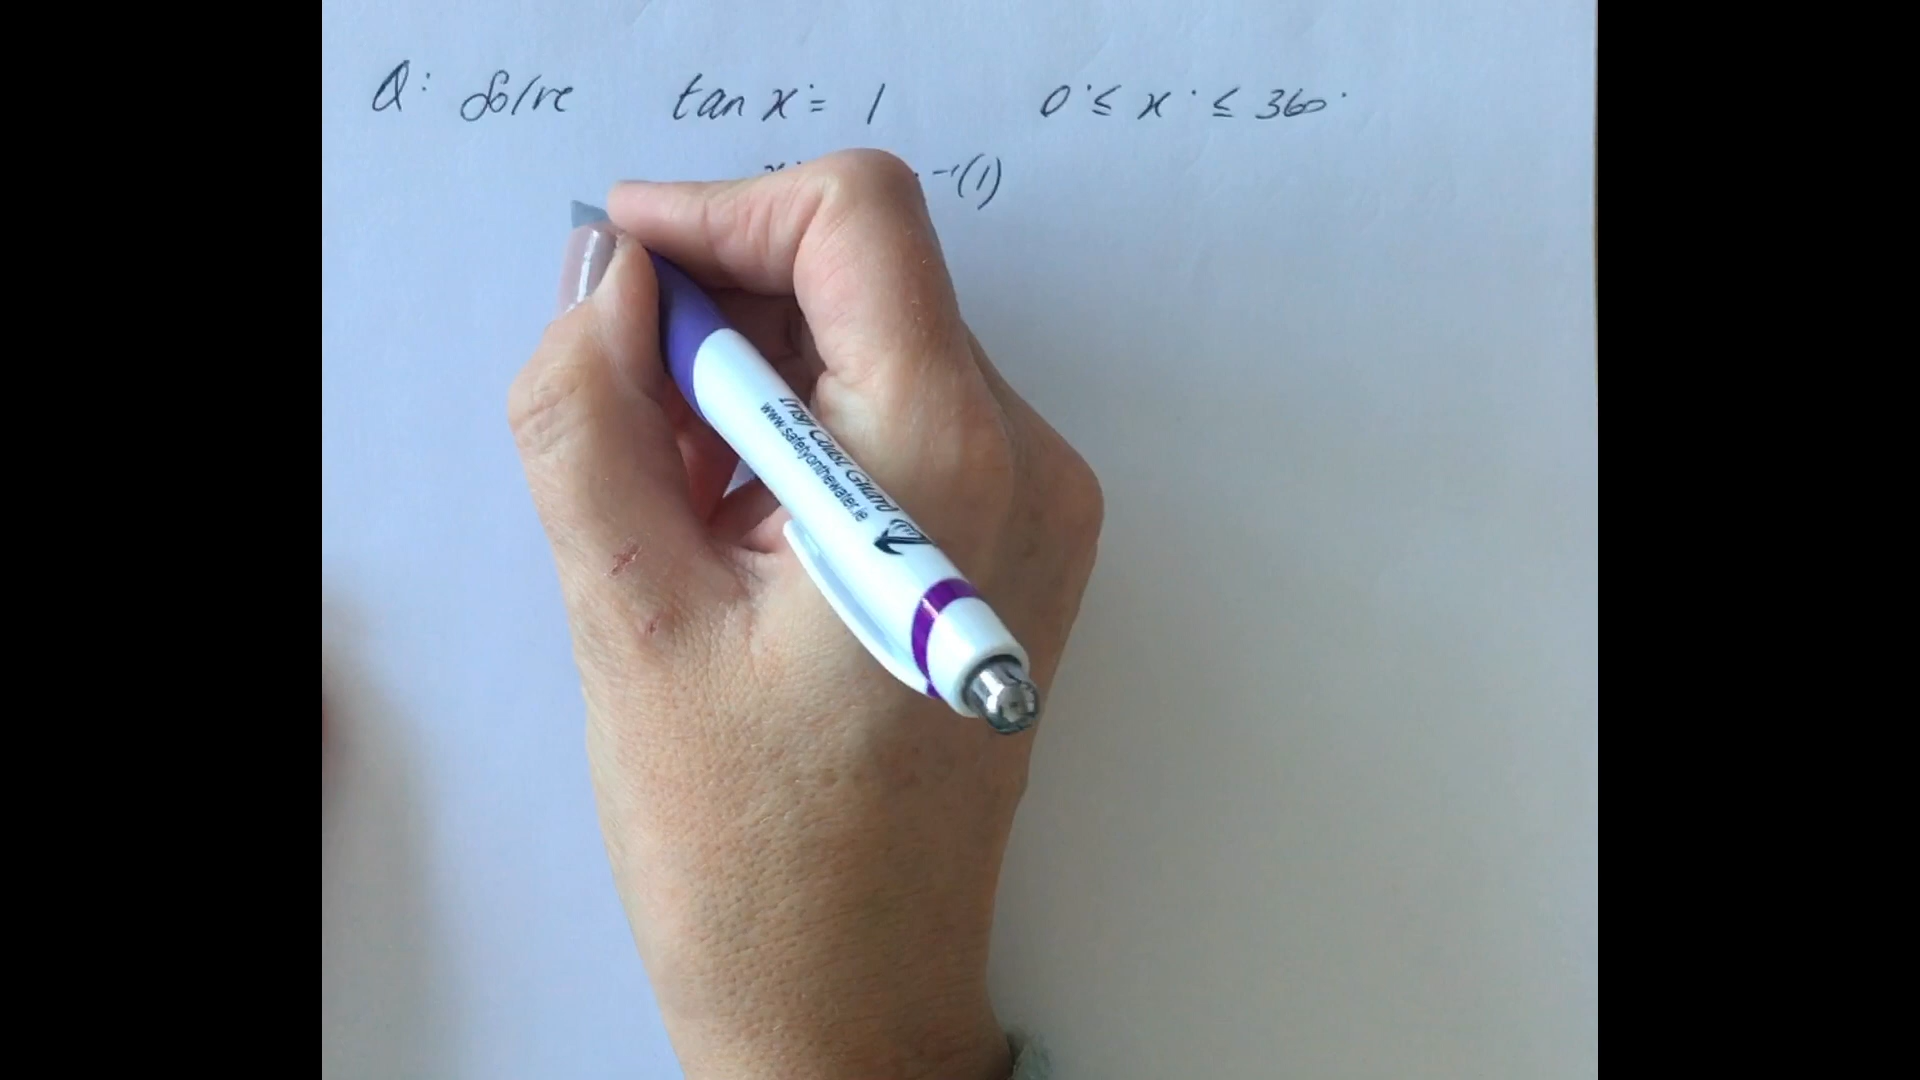 Q: Solve tan x° = 1 0° ≤ x° ≤ 360°
x° ⁻¹(1)
Irish Coast Guard
www.safetyonthewater.ie